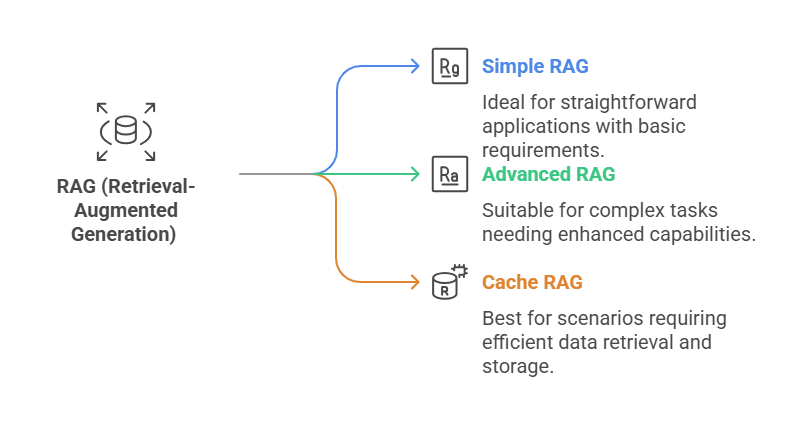 RAG (Retrieval-
Augmented
Generation)
Rg
Simple RAG
Ideal for straightforward
applications with basic
requirements.
Ra
Advanced RAG
Suitable for complex tasks
needing enhanced capabilities.
R
Cache RAG
Best for scenarios requiring
efficient data retrieval and
storage.